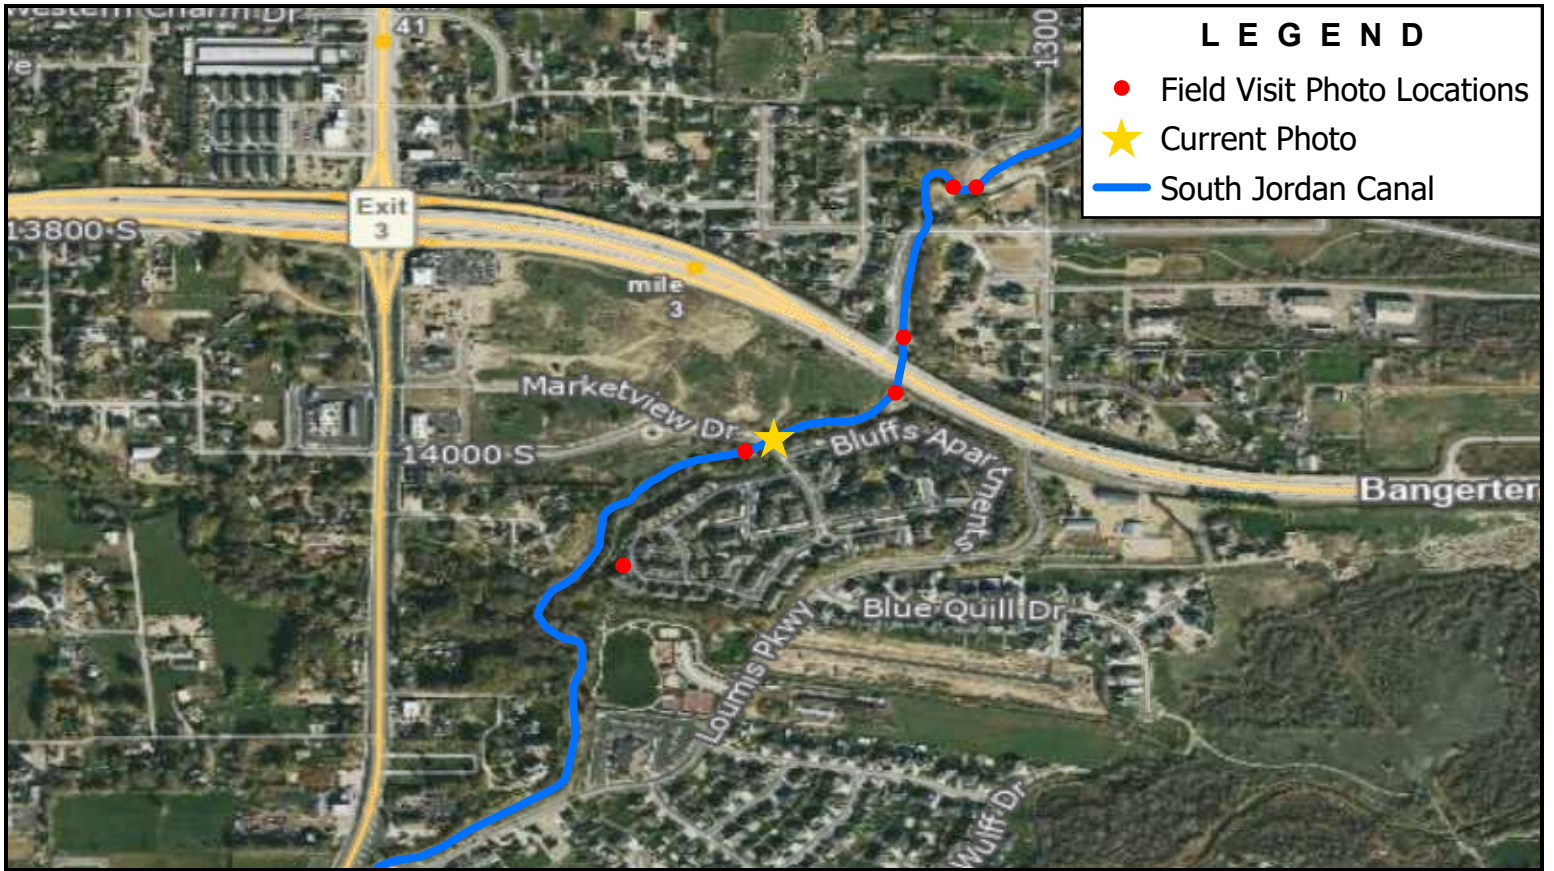 Western Charm Dr
41
1300
L E G E N D
Field Visit Photo Locations
Current Photo
South Jordan Canal
ve
Exit
3
13800 S
mile
3
Marketview Dr
14000 S
Bluffs Apartments
Bangerter
Blue Quill Dr
Loumis Pkwy
Wulff Dr